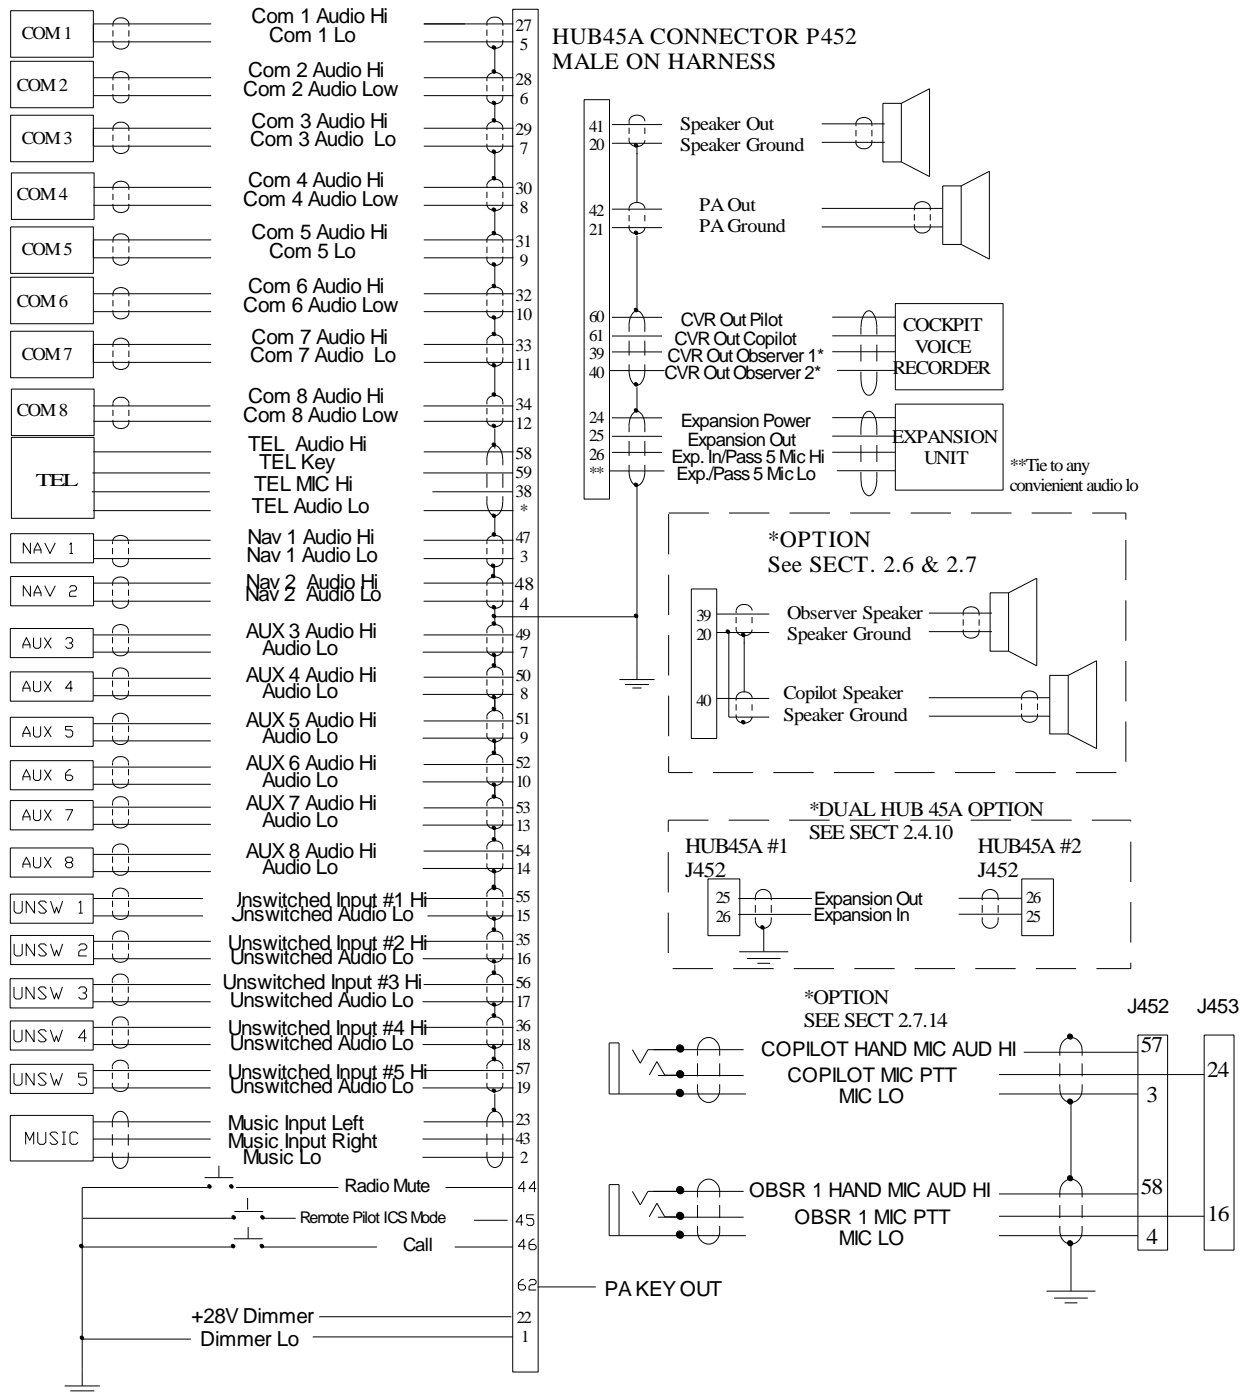 COM 1
Com 1 Audio Hi
27
Com 1 Lo
5
COM 2
Com 2 Audio Hi
28
Com 2 Audio Low
6
COM 3
Com 3 Audio Hi
29
Com 3 Audio Lo
7
COM 4
Com 4 Audio Hi
30
Com 4 Audio Low
8
COM 5
Com 5 Audio Hi
31
Com 5 Lo
9
COM 6
Com 6 Audio Hi
32
Com 6 Audio Low
10
COM 7
Com 7 Audio Hi
33
Com 7 Audio Lo
11
COM 8
Com 8 Audio Hi
34
Com 8 Audio Low
12
TEL
TEL Audio Hi
58
TEL Key
59
TEL MIC Hi
38
TEL Audio Lo
*
NAV 1
Nav 1 Audio Hi
47
Nav 1 Audio Lo
3
NAV 2
Nav 2 Audio Hi
48
Nav 2 Audio Lo
4
AUX 3
AUX 3 Audio Hi
49
Audio Lo
7
AUX 4
AUX 4 Audio Hi
50
Audio Lo
8
AUX 5
AUX 5 Audio Hi
51
Audio Lo
9
AUX 6
AUX 6 Audio Hi
52
Audio Lo
10
AUX 7
AUX 7 Audio Hi
53
Audio Lo
13
AUX 8
AUX 8 Audio Hi
54
Audio Lo
14
UNSW 1
Unswitched Input #1 Hi
55
Unswitched Audio Lo
15
UNSW 2
Unswitched Input #2 Hi
35
Unswitched Audio Lo
16
UNSW 3
Unswitched Input #3 Hi
56
Unswitched Audio Lo
17
UNSW 4
Unswitched Input #4 Hi
36
Unswitched Audio Lo
18
UNSW 5
Unswitched Input #5 Hi
57
Unswitched Audio Lo
19
MUSIC
Music Input Left
23
Music Input Right
43
Music Lo
2
Radio Mute
44
Remote Pilot ICS Mode
45
Call
46
62
PA KEY OUT
+28V Dimmer
22
Dimmer Lo
1
HUB45A CONNECTOR P452
MALE ON HARNESS
41
Speaker Out
20
Speaker Ground
42
PA Out
21
PA Ground
60
CVR Out Pilot
61
CVR Out Copilot
39
CVR Out Observer 1*
40
CVR Out Observer 2*
COCKPIT
VOICE
RECORDER
24
Expansion Power
25
Expansion Out
26
Exp. In/Pass 5 Mic Hi
**
Exp./Pass 5 Mic Lo
EXPANSION
UNIT
**Tie to any
convienient audio lo
*OPTION
See SECT. 2.6 & 2.7
39
Observer Speaker
20
Speaker Ground
40
Copilot Speaker
Speaker Ground
*DUAL HUB 45A OPTION
SEE SECT 2.4.10
HUB45A #1
J452
HUB45A #2
J452
25
Expansion Out
26
26
Expansion In
25
*OPTION
SEE SECT 2.7.14
J452
J453
COPILOT HAND MIC AUD HI
57
COPILOT MIC PTT
24
MIC LO
3
OBSR 1 HAND MIC AUD HI
58
OBSR 1 MIC PTT
16
MIC LO
4